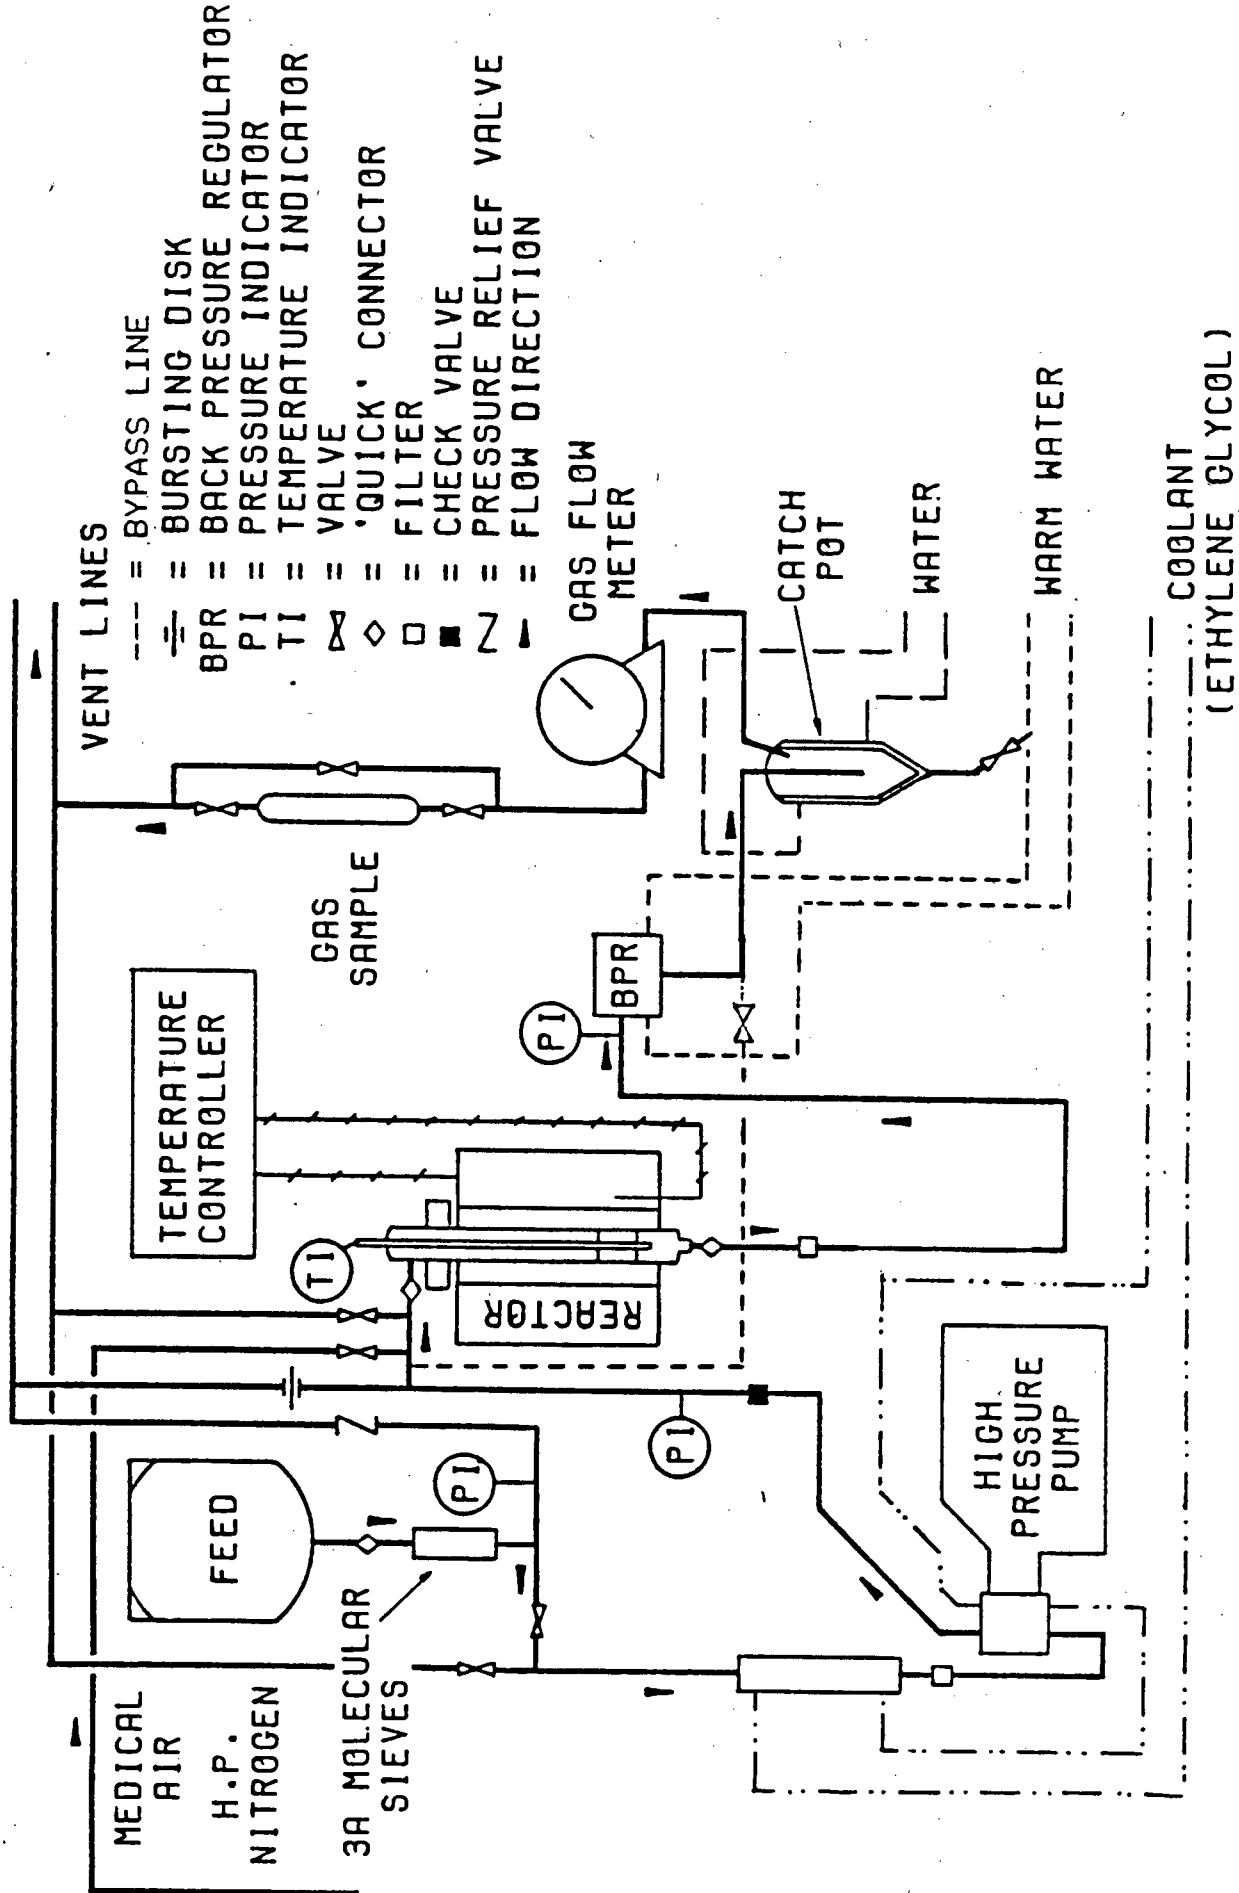 VENT LINES
--- = BYPASS LINE
= BURSTING DISK
BPR = BACK PRESSURE REGULATOR
PI = PRESSURE INDICATOR
TI = TEMPERATURE INDICATOR
= VALVE
= 'QUICK' CONNECTOR
= FILTER
= CHECK VALVE
= PRESSURE RELIEF VALVE
= FLOW DIRECTION
MEDICAL
AIR
H.P.
NITROGEN
3A MOLECULAR
SIEVES
FEED
PI
PI
TI
TEMPERATURE
CONTROLLER
REACTOR
GAS
SAMPLE
PI
BPR
GAS FLOW
METER
CATCH
POT
WATER
WARM WATER
HIGH
PRESSURE
PUMP
COOLANT
(ETHYLENE GLYCOL)